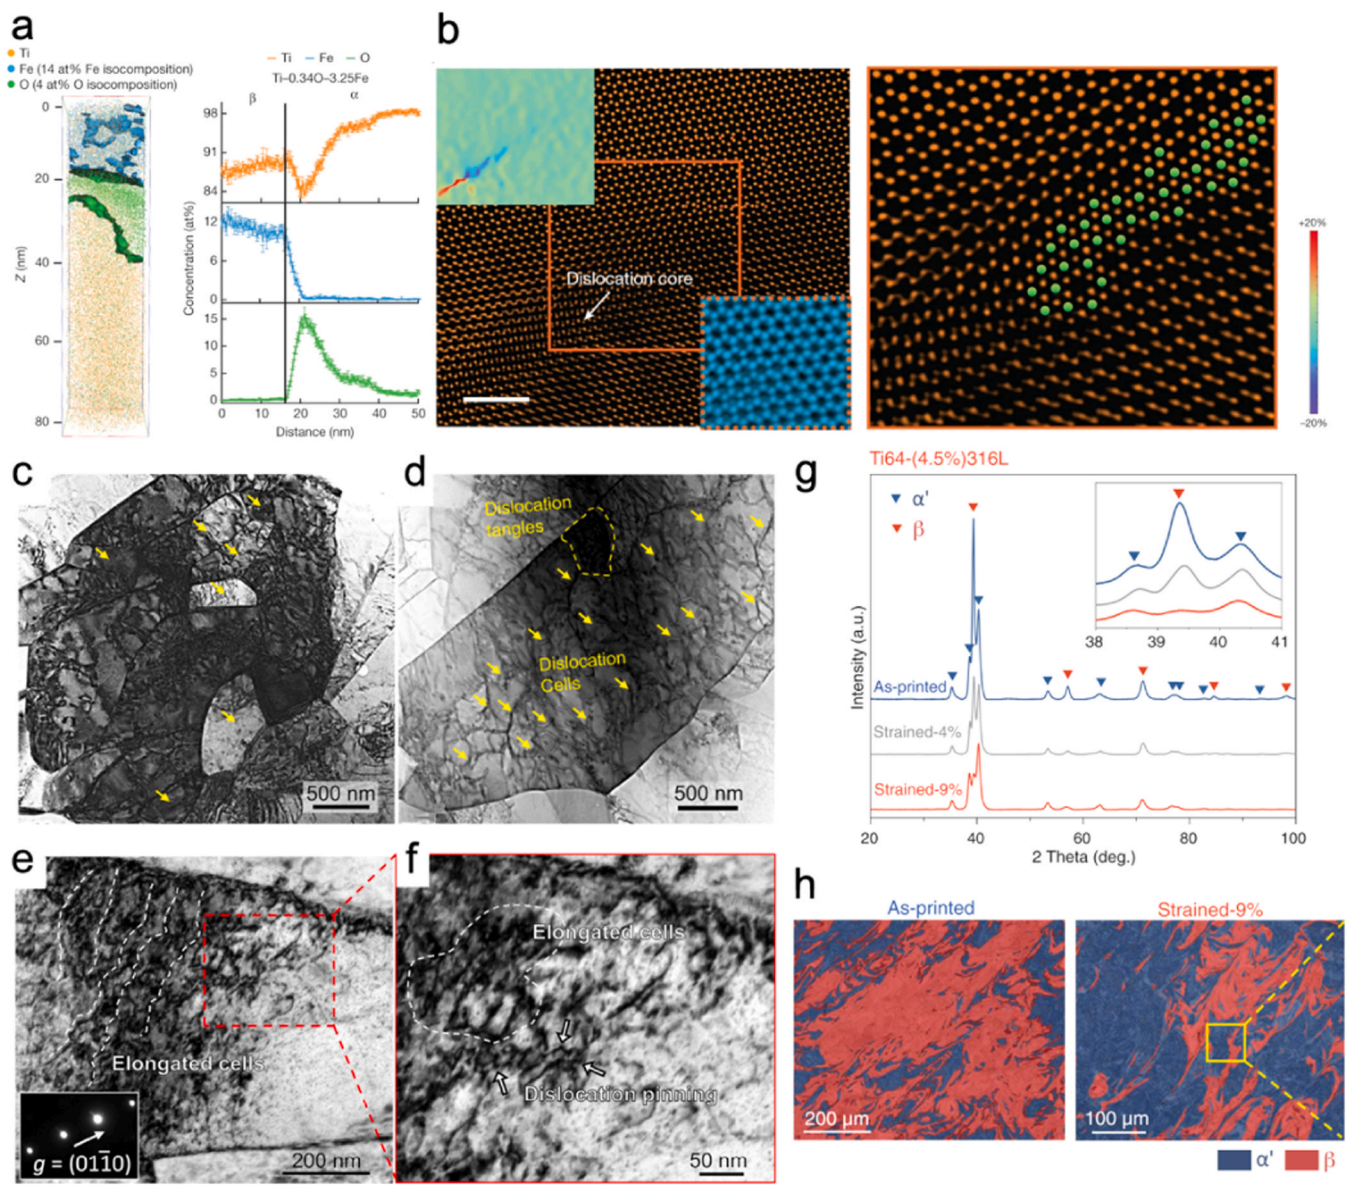 a
Ti
Fe (14 at% Fe isocomposition)
O (4 at% O isocomposition)
0
20
40
60
80
Z (nm)
Ti Fe O
Ti–0.34O–3.25Fe
β α
98
91
84
12
6
0
15
10
5
0
Concentration (at%)
0 10 20 30 40 50
Distance (nm)
b
Dislocation core
+20%
−20%
c
500 nm
d
Dislocation
tangles
Dislocation
Cells
500 nm
g
Ti64-(4.5%)316L
α'
β
38 39 40 41
As-printed
Strained-4%
Strained-9%
Intensity (a.u.)
20 40 60 80 100
2 Theta (deg.)
e
Elongated cells
g = (011̅0)
200 nm
f
Elongated cells
Dislocation pinning
50 nm
h
As-printed
Strained-9%
200 μm
100 μm
α' β